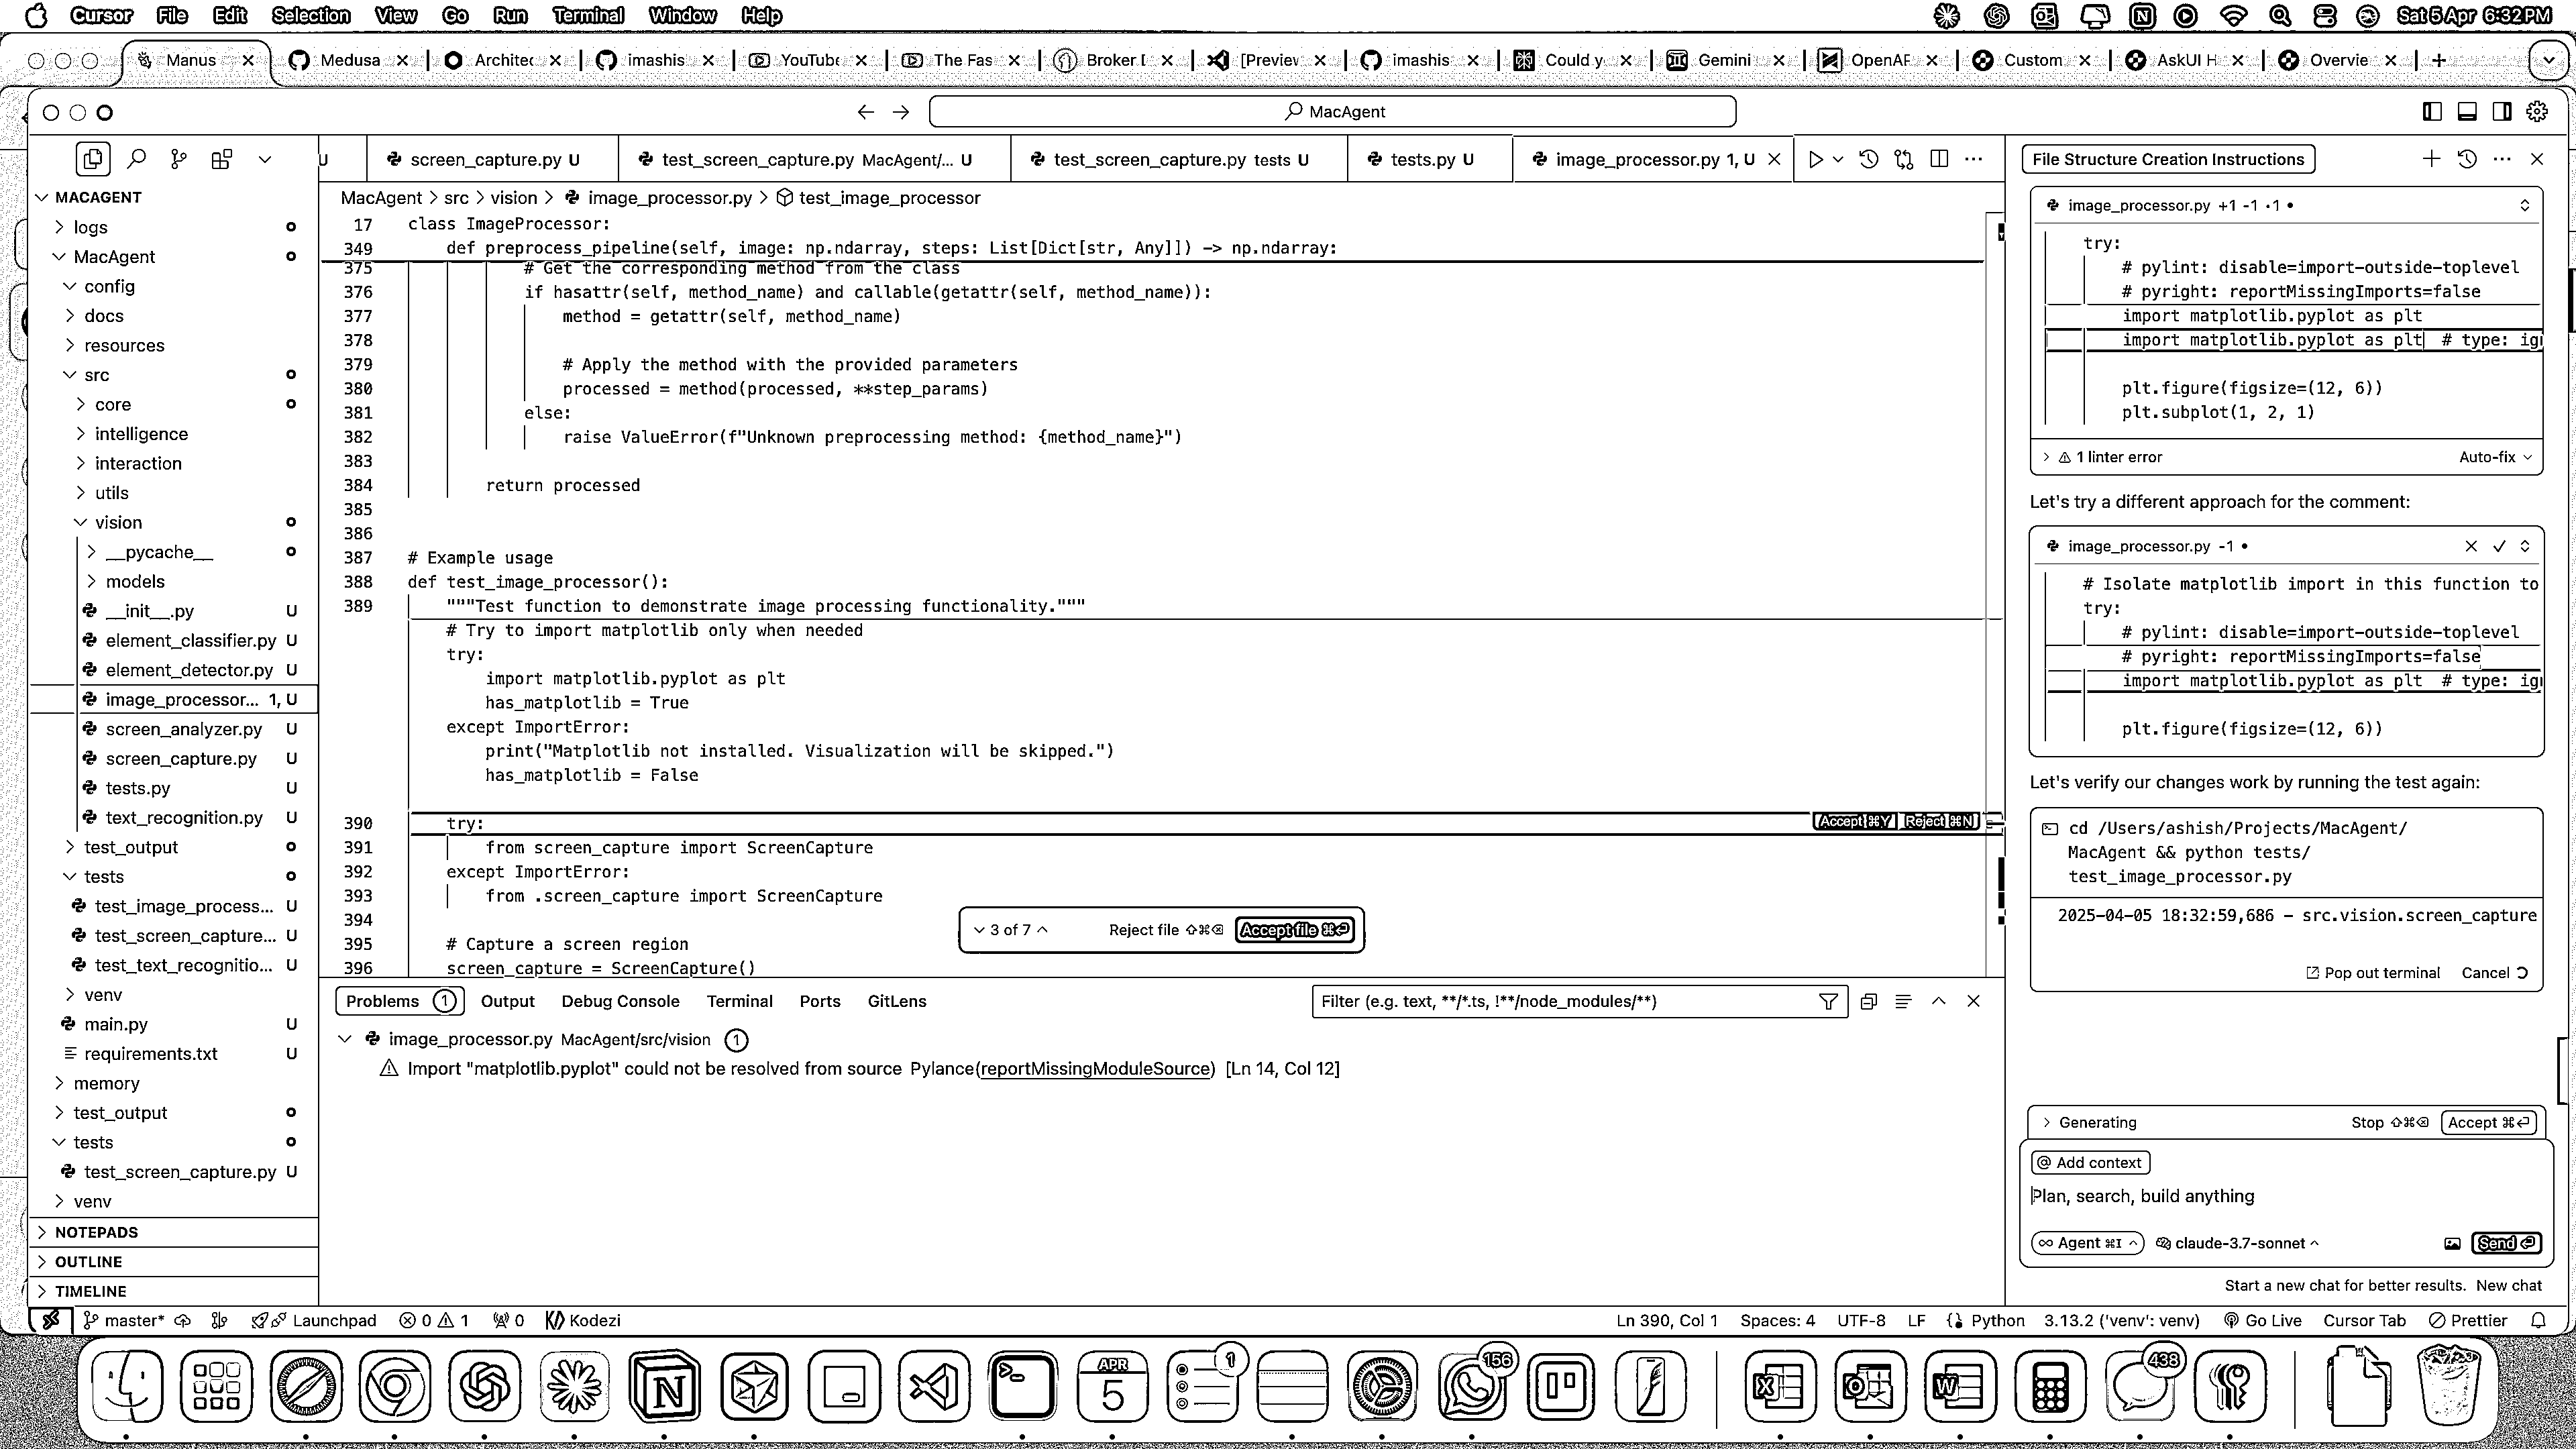 Cursor File Edit Selection View Go Run Terminal Window Help
Sat 5 Apr 6:32 PM
Manus
Medusa
Architec
imashis
YouTube
The Fas
Broker
[Preview
imashis
Could y
Gemini
OpenAP
Custom
AskUI H
Overvie
MacAgent
U
screen_capture.py U
test_screen_capture.py MacAgent/... U
test_screen_capture.py tests U
tests.py U
image_processor.py 1, U
MACAGENT
logs
MacAgent
config
docs
resources
src
core
intelligence
interaction
utils
vision
__pycache__
models
__init__.py U
element_classifier.py U
element_detector.py U
image_processor... 1, U
screen_analyzer.py U
screen_capture.py U
tests.py U
text_recognition.py U
test_output
tests
test_image_process... U
test_screen_capture... U
test_text_recognitio... U
venv
main.py U
requirements.txt U
memory
test_output
tests
test_screen_capture.py U
venv
NOTEPADS
OUTLINE
TIMELINE
MacAgent > src > vision > image_processor.py > test_image_processor
17 class ImageProcessor:
349 def preprocess_pipeline(self, image: np.ndarray, steps: List[Dict[str, Any]]) -> np.ndarray:
375 # Get the corresponding method from the class
376 if hasattr(self, method_name) and callable(getattr(self, method_name)):
377 method = getattr(self, method_name)
378
379 # Apply the method with the provided parameters
380 processed = method(processed, **step_params)
381 else:
382 raise ValueError(f"Unknown preprocessing method: {method_name}")
383
384 return processed
385
386
387 # Example usage
388 def test_image_processor():
389 """Test function to demonstrate image processing functionality."""
# Try to import matplotlib only when needed
try:
import matplotlib.pyplot as plt
has_matplotlib = True
except ImportError:
print("Matplotlib not installed. Visualization will be skipped.")
has_matplotlib = False
390 try:
Accept ⌘Y Reject ⌘N
391 from screen_capture import ScreenCapture
392 except ImportError:
393 from .screen_capture import ScreenCapture
394
395 # Capture a screen region
396 screen_capture = ScreenCapture()
3 of 7 Reject file ⇧⌘⌫ Accept file ⌘⏎
Problems 1 Output Debug Console Terminal Ports GitLens
Filter (e.g. text, **/*.ts, !**/node_modules/**)
image_processor.py MacAgent/src/vision 1
Import "matplotlib.pyplot" could not be resolved from source Pylance(reportMissingModuleSource) [Ln 14, Col 12]
File Structure Creation Instructions
image_processor.py +1 -1 •1 •
try:
# pylint: disable=import-outside-toplevel
# pyright: reportMissingImports=false
import matplotlib.pyplot as plt
import matplotlib.pyplot as plt # type: ig
plt.figure(figsize=(12, 6))
plt.subplot(1, 2, 1)
1 linter error Auto-fix
Let's try a different approach for the comment:
image_processor.py -1 •
# Isolate matplotlib import in this function to
try:
# pylint: disable=import-outside-toplevel
# pyright: reportMissingImports=false
import matplotlib.pyplot as plt # type: ig
plt.figure(figsize=(12, 6))
Let's verify our changes work by running the test again:
cd /Users/ashish/Projects/MacAgent/
MacAgent && python tests/
test_image_processor.py
2025-04-05 18:32:59,686 - src.vision.screen_capture
Pop out terminal Cancel
Generating Stop ⇧⌘⌫ Accept ⌘⏎
@ Add context
Plan, search, build anything
∞ Agent ⌘I claude-3.7-sonnet Send ⏎
Start a new chat for better results. New chat
master* Launchpad 0 1 0 Kodezi
Ln 390, Col 1 Spaces: 4 UTF-8 LF Python 3.13.2 ('venv': venv) Go Live Cursor Tab Prettier
APR
5
1
156
438